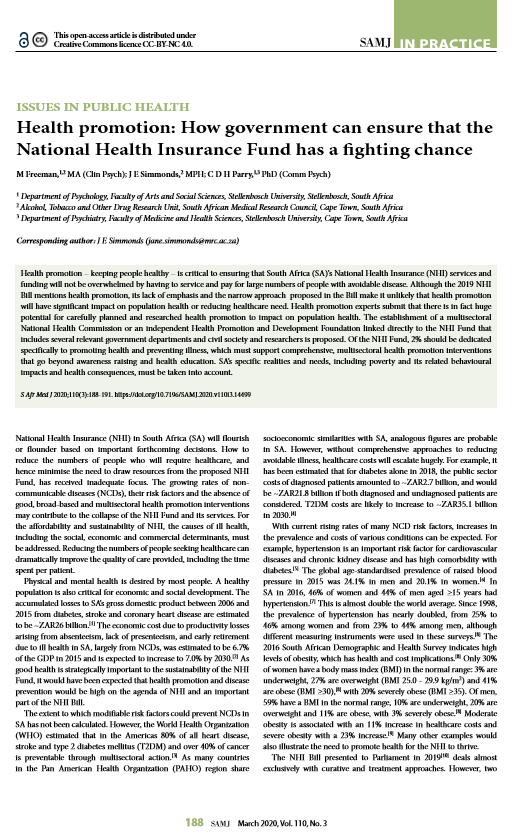 This open-access article is distributed under
Creative Commons licence CC-BY-NC 4.0.
SAMJ IN PRACTICE
ISSUES IN PUBLIC HEALTH
Health promotion: How government can ensure that the
National Health Insurance Fund has a fighting chance
M Freeman,1,2 MA (Clin Psych); J E Simmonds,2 MPH; C D H Parry,1,3 PhD (Comm Psych)
1 Department of Psychology, Faculty of Arts and Social Sciences, Stellenbosch University, Stellenbosch, South Africa
2 Alcohol, Tobacco and Other Drug Research Unit, South African Medical Research Council, Cape Town, South Africa
3 Department of Psychiatry, Faculty of Medicine and Health Sciences, Stellenbosch University, Cape Town, South Africa
Corresponding author: J E Simmonds (jane.simmonds@mrc.ac.za)
Health promotion – keeping people healthy – is critical to ensuring that South Africa (SA)'s National Health Insurance (NHI) services and
funding will not be overwhelmed by having to service and pay for large numbers of people with avoidable disease. Although the 2019 NHI
Bill mentions health promotion, its lack of emphasis and the narrow approach proposed in the Bill make it unlikely that health promotion
will have significant impact on population health or reducing healthcare need. Health promotion experts submit that there is in fact huge
potential for carefully planned and researched health promotion to impact on population health. The establishment of a multisectoral
National Health Commission or an independent Health Promotion and Development Foundation linked directly to the NHI Fund that
includes several relevant government departments and civil society and researchers is proposed. Of the NHI Fund, 2% should be dedicated
specifically to promoting health and preventing illness, which must support comprehensive, multisectoral health promotion interventions
that go beyond awareness raising and health education. SA's specific realities and needs, including poverty and its related behavioural
impacts and health consequences, must be taken into account.
S Afr Med J 2020;110(3):188-191. https://doi.org/10.7196/SAMJ.2020.v110i3.14499
National Health Insurance (NHI) in South Africa (SA) will flourish
or flounder based on important forthcoming decisions. How to
reduce the numbers of people who will require healthcare, and
hence minimise the need to draw resources from the proposed NHI
Fund, has received inadequate focus. The growing rates of non-
communicable diseases (NCDs), their risk factors and the absence of
good, broad-based and multisectoral health promotion interventions
may contribute to the collapse of the NHI Fund and its services. For
the affordability and sustainability of NHI, the causes of ill health,
including the social, economic and commercial determinants, must
be addressed. Reducing the numbers of people seeking healthcare can
dramatically improve the quality of care provided, including the time
spent per patient.
Physical and mental health is desired by most people. A healthy
population is also critical for economic and social development. The
accumulated losses to SA's gross domestic product between 2006 and
2015 from diabetes, stroke and coronary heart disease are estimated
to be ~ZAR26 billion.[1] The economic cost due to productivity losses
arising from absenteeism, lack of presenteeism, and early retirement
due to ill health in SA, largely from NCDs, was estimated to be 6.7%
of the GDP in 2015 and is expected to increase to 7.0% by 2030.[2] As
good health is strategically important to the sustainability of the NHI
Fund, it would have been expected that health promotion and disease
prevention would be high on the agenda of NHI and an important
part of the NHI Bill.
The extent to which modifiable risk factors could prevent NCDs in
SA has not been calculated. However, the World Health Organization
(WHO) estimated that in the Americas 80% of all heart disease,
stroke and type 2 diabetes mellitus (T2DM) and over 40% of cancer
is preventable through multisectoral action.[3] As many countries
in the Pan American Health Organization (PAHO) region share
socioeconomic similarities with SA, analogous figures are probable
in SA. However, without comprehensive approaches to reducing
avoidable illness, healthcare costs will escalate hugely. For example, it
has been estimated that for diabetes alone in 2018, the public sector
costs of diagnosed patients amounted to ~ZAR2.7 billion, and would
be ~ZAR21.8 billion if both diagnosed and undiagnosed patients are
considered. T2DM costs are likely to increase to ~ZAR35.1 billion
in 2030.[4]
With current rising rates of many NCD risk factors, increases in
the prevalence and costs of various conditions can be expected. For
example, hypertension is an important risk factor for cardiovascular
diseases and chronic kidney disease and has high comorbidity with
diabetes.[5] The global age-standardised prevalence of raised blood
pressure in 2015 was 24.1% in men and 20.1% in women.[6] In
SA in 2016, 46% of women and 44% of men aged ≥15 years had
hypertension.[7] This is almost double the world average. Since 1998,
the prevalence of hypertension has nearly doubled, from 25% to
46% among women and from 23% to 44% among men, although
different measuring instruments were used in these surveys.[8] The
2016 South African Demographic and Health Survey indicates high
levels of obesity, which has health and cost implications.[8] Only 30%
of women have a body mass index (BMI) in the normal range: 3% are
underweight, 27% are overweight (BMI 25.0 - 29.9 kg/m2) and 41%
are obese (BMI ≥30),[8] with 20% severely obese (BMI ≥35). Of men,
59% have a BMI in the normal range, 10% are underweight, 20% are
overweight and 11% are obese, with 3% severely obese.[8] Moderate
obesity is associated with an 11% increase in healthcare costs and
severe obesity with a 23% increase.[9] Many other examples would
also illustrate the need to promote health for the NHI to thrive.
The NHI Bill presented to Parliament in 2019[10] deals almost
exclusively with curative and treatment approaches. However, two
188 SAMJ March 2020, Vol. 110, No. 3